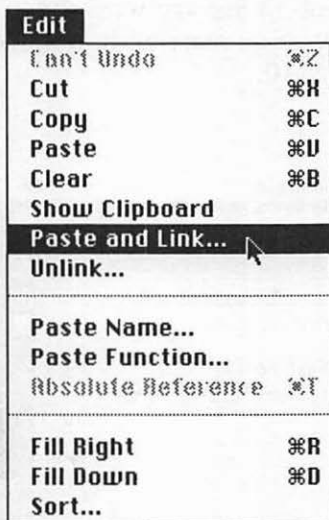 Edit
Can't Undo ⌘Z
Cut ⌘X
Copy ⌘C
Paste ⌘V
Clear ⌘B
Show Clipboard
Paste and Link...
Unlink...
Paste Name...
Paste Function...
Absolute Reference ⌘T
Fill Right ⌘R
Fill Down ⌘D
Sort...